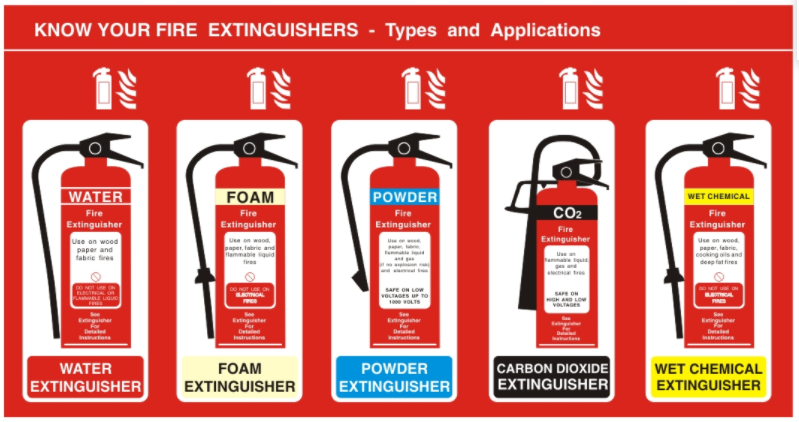 KNOW YOUR FIRE EXTINGUISHERS - Types and Applications
WATER
Fire
Extinguisher
Use on wood
paper and
fabric fires
DO NOT USE ON
ELECTRICAL OR
FLAMMABLE LIQUID
FIRES
See
Extinguisher
For
Detailed
Instructions
WATER
EXTINGUISHER
FOAM
Fire
Extinguisher
Use on wood,
paper, fabric and
flammable liquid
fires
DO NOT USE ON
ELECTRICAL
FIRES
See
Extinguisher
For
Detailed
Instructions
FOAM
EXTINGUISHER
POWDER
Fire
Extinguisher
Use on wood,
paper, fabric,
flammable liquid
and gas
(if no explosion risk)
and electrical fires
SAFE ON LOW
VOLTAGES UP TO
1000 VOLTS
See
Extinguisher
For
Detailed
Instructions
POWDER
EXTINGUISHER
CO2
Fire
Extinguisher
Use on
flammable liquid,
gas and
electrical fires
SAFE ON
HIGH AND LOW
VOLTAGES
See
Extinguisher
For
Detailed
Instructions
CARBON DIOXIDE
EXTINGUISHER
WET CHEMICAL
Fire
Extinguisher
Use on wood,
paper, fabric,
cooking oils and
deep fat fires
DO NOT USE ON
ELECTRICAL
FIRES
See
Extinguisher
For
Detailed
Instructions
WET CHEMICAL
EXTINGUISHER